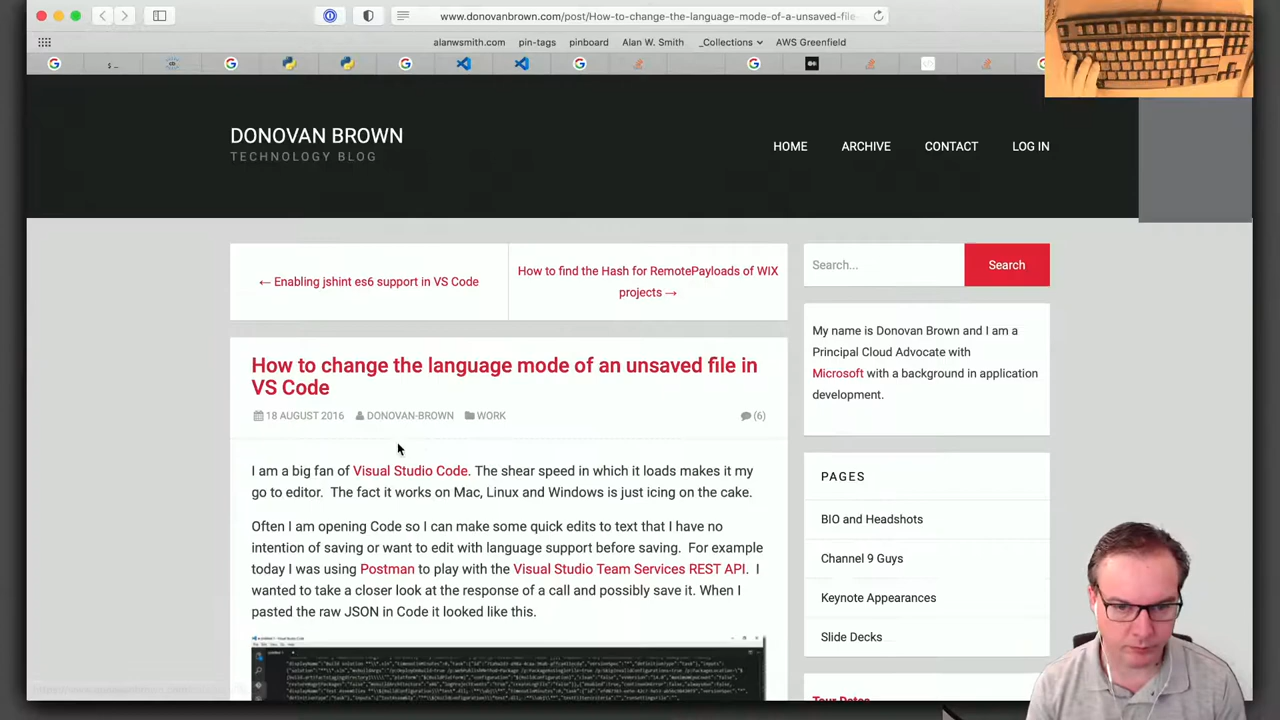 www.donovanbrown.com/post/How-to-change-the-language-mode-of-a-unsaved-file-
alanwsmith.com pin-tags pinboard Alan W. Smith _Collections AWS Greenfield
DONOVAN BROWN
TECHNOLOGY BLOG
HOME ARCHIVE CONTACT LOG IN
← Enabling jshint es6 support in VS Code
How to find the Hash for RemotePayloads of WIX
projects →
Search... Search
My name is Donovan Brown and I am a
Principal Cloud Advocate with
Microsoft with a background in application
development.
How to change the language mode of an unsaved file in
VS Code
18 AUGUST 2016 DONOVAN-BROWN WORK (6)
I am a big fan of Visual Studio Code. The shear speed in which it loads makes it my
go to editor. The fact it works on Mac, Linux and Windows is just icing on the cake.
Often I am opening Code so I can make some quick edits to text that I have no
intention of saving or want to edit with language support before saving. For example
today I was using Postman to play with the Visual Studio Team Services REST API. I
wanted to take a closer look at the response of a call and possibly save it. When I
pasted the raw JSON in Code it looked like this.
PAGES
BIO and Headshots
Channel 9 Guys
Keynote Appearances
Slide Decks